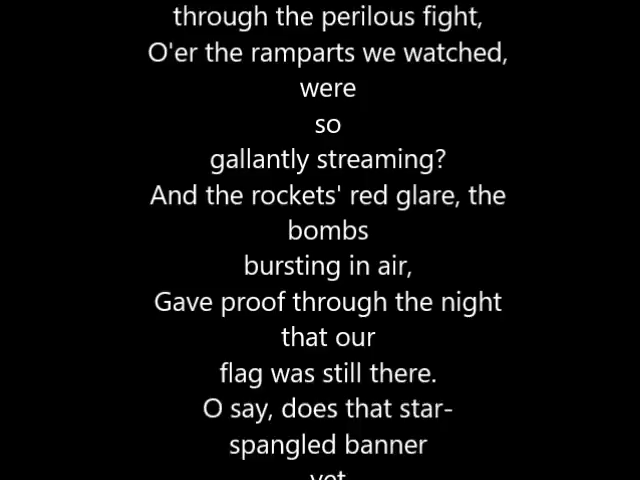 through the perilous fight,
O'er the ramparts we watched,
were
so
gallantly streaming?
And the rockets' red glare, the
bombs
bursting in air,
Gave proof through the night
that our
flag was still there.
O say, does that star-
spangled banner
yet